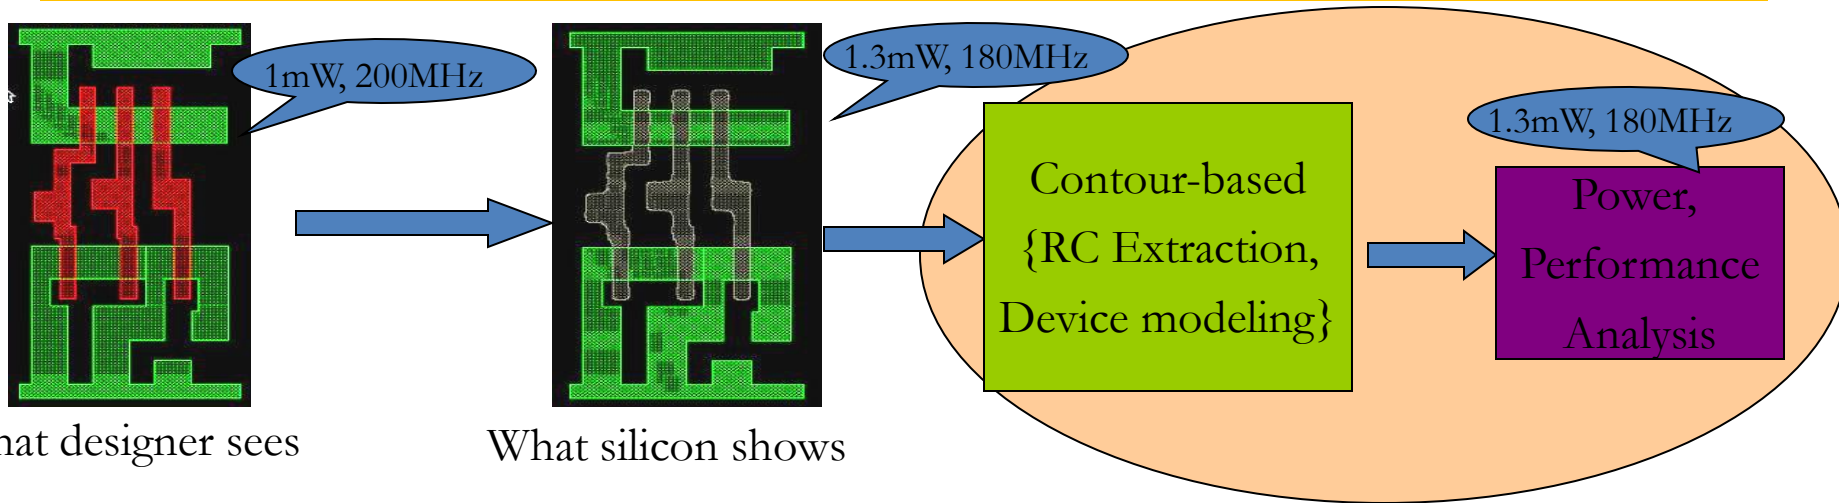 1mW, 200MHz
1.3mW, 180MHz
1.3mW, 180MHz
Contour-based
{RC Extraction,
Device modeling}
Power,
Performance
Analysis
designer sees
What silicon shows